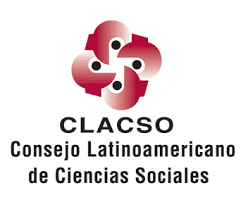 CLACSO
Consejo Latinoamericano
de Ciencias Sociales